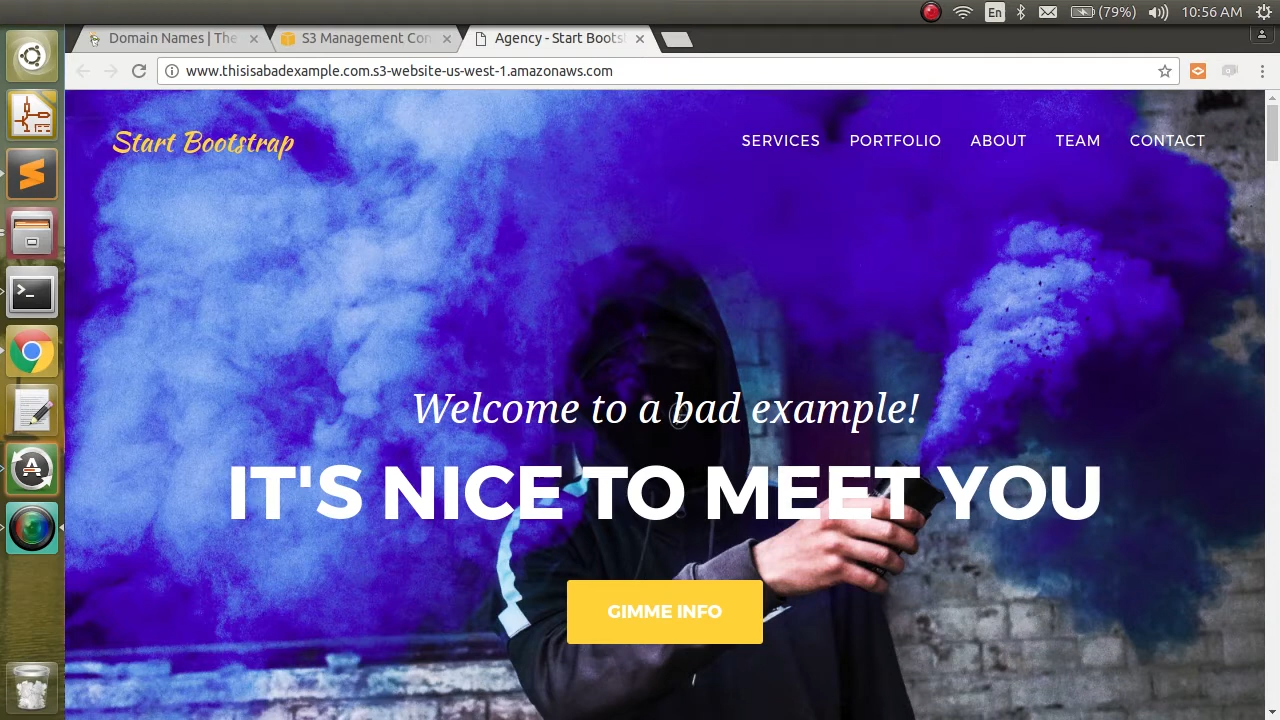 En
(79%)
10:56 AM
Domain Names | The
S3 Management Con
Agency - Start Boots
www.thisisabadexample.com.s3-website-us-west-1.amazonaws.com
Start Bootstrap
SERVICES
PORTFOLIO
ABOUT
TEAM
CONTACT
Welcome to a bad example!
IT'S NICE TO MEET YOU
GIMME INFO